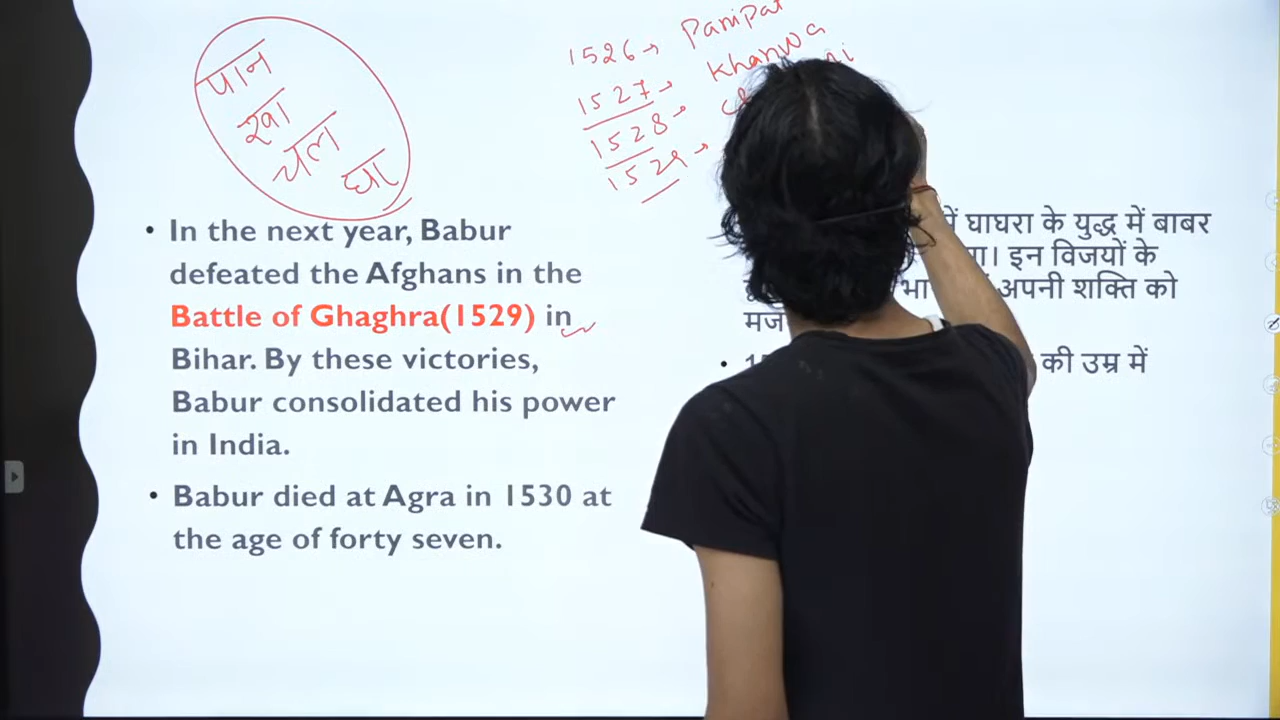 पान
खा
चला
घा
1526 → Panipat
1527 → Khanwa
1528 →
1529 →
• In the next year, Babur
defeated the Afghans in the
Battle of Ghaghra(1529) in
Bihar. By these victories,
Babur consolidated his power
in India.
• Babur died at Agra in 1530 at
the age of forty seven.
में घाघरा के युद्ध में बाबर
इन विजयों के
अपनी शक्ति को
•
की उम्र में